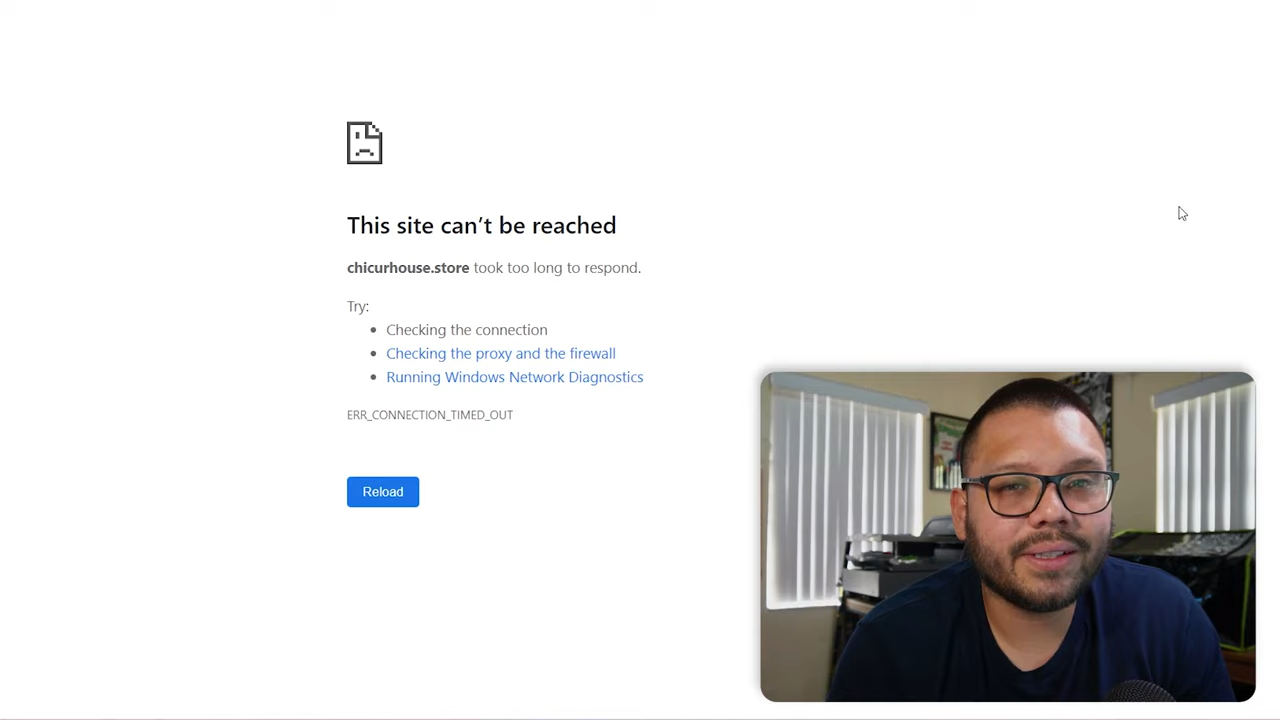 This site can’t be reached
chicurhouse.store took too long to respond.
Try:
Checking the connection
Checking the proxy and the firewall
Running Windows Network Diagnostics
ERR_CONNECTION_TIMED_OUT
Reload